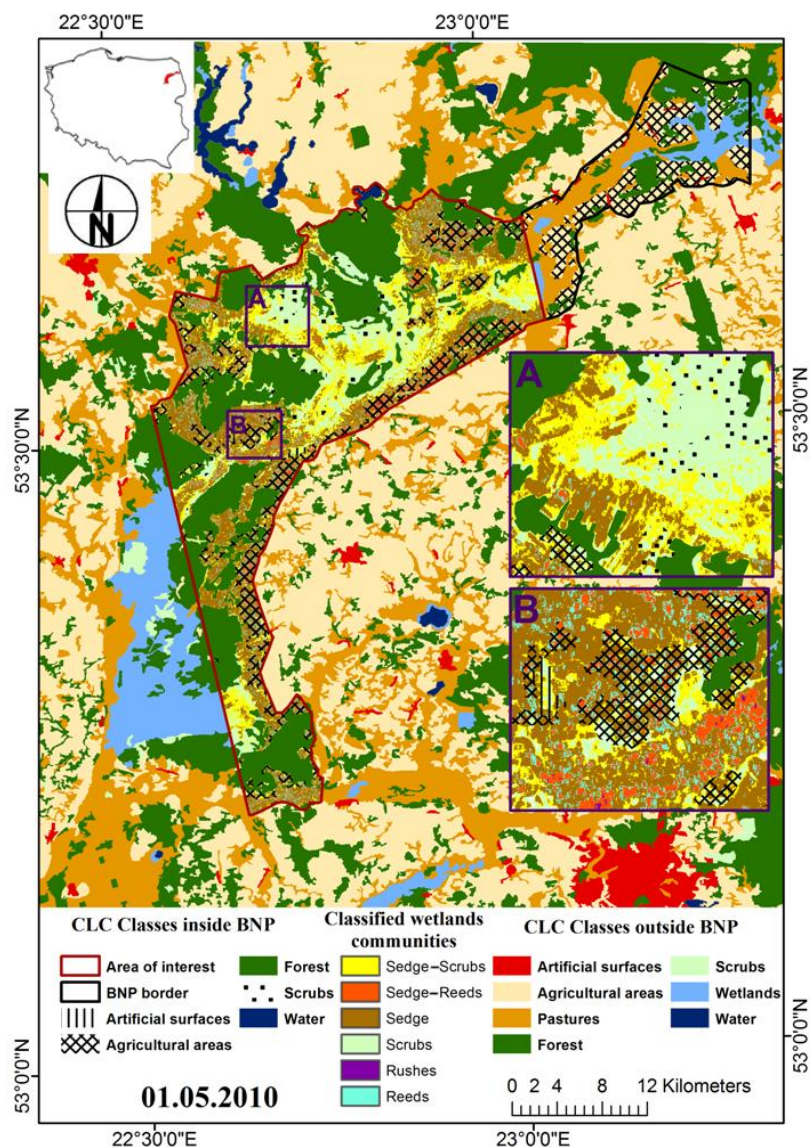 22°30'0"E 23°0'0"E
N
A
B
A
B
53°30'0"N
53°30'0"N
CLC Classes inside BNP
Area of interest
BNP border
Artificial surfaces
Agricultural areas
Forest
Scrubs
Water
Classified wetlands
communities
Sedge–Scrubs
Sedge–Reeds
Sedge
Scrubs
Rushes
Reeds
CLC Classes outside BNP
Artificial surfaces
Agricultural areas
Pastures
Forest
Scrubs
Wetlands
Water
53°0'0"N
53°0'0"N
01.05.2010
0 2 4 8 12 Kilometers
22°30'0"E 23°0'0"E